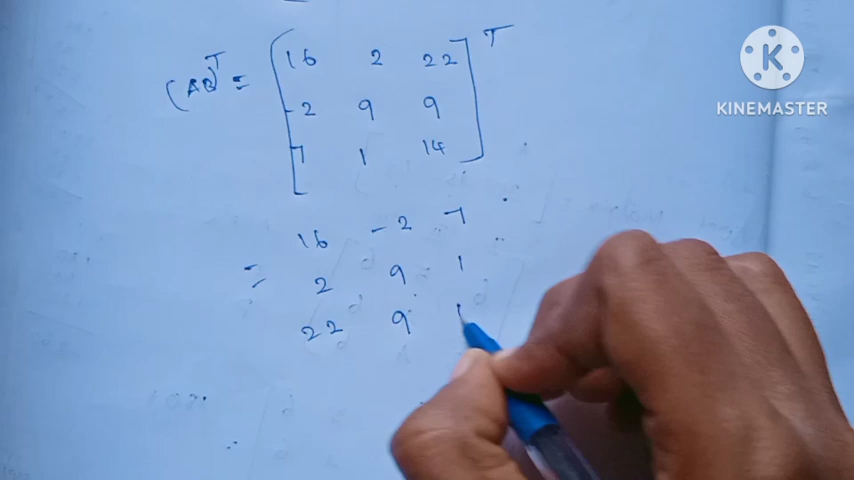 (AB)ᵀ = [16 2 22]ᵀ
-2 9 9
7 1 14
= 16 -2 7
2 9 1
22 9 1
K
KINEMASTER